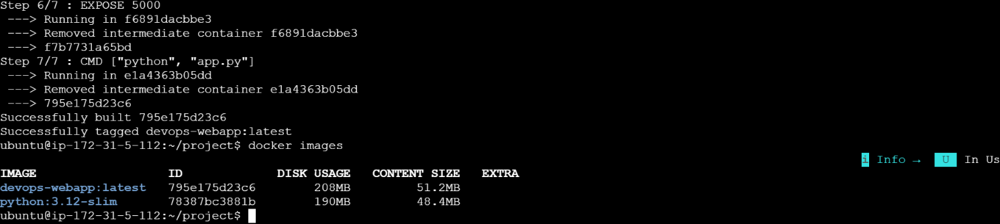 Step 6/7 : EXPOSE 5000
 ---> Running in f6891dacbbe3
 ---> Removed intermediate container f6891dacbbe3
 ---> f7b7731a65bd
Step 7/7 : CMD ["python", "app.py"]
 ---> Running in e1a4363b05dd
 ---> Removed intermediate container e1a4363b05dd
 ---> 795e175d23c6
Successfully built 795e175d23c6
Successfully tagged devops-webapp:latest
ubuntu@ip-172-31-5-112:~/project$ docker images
i Info → U In Us
IMAGE ID DISK USAGE CONTENT SIZE EXTRA
devops-webapp:latest 795e175d23c6 208MB 51.2MB
python:3.12-slim 78387bc3881b 190MB 48.4MB
ubuntu@ip-172-31-5-112:~/project$